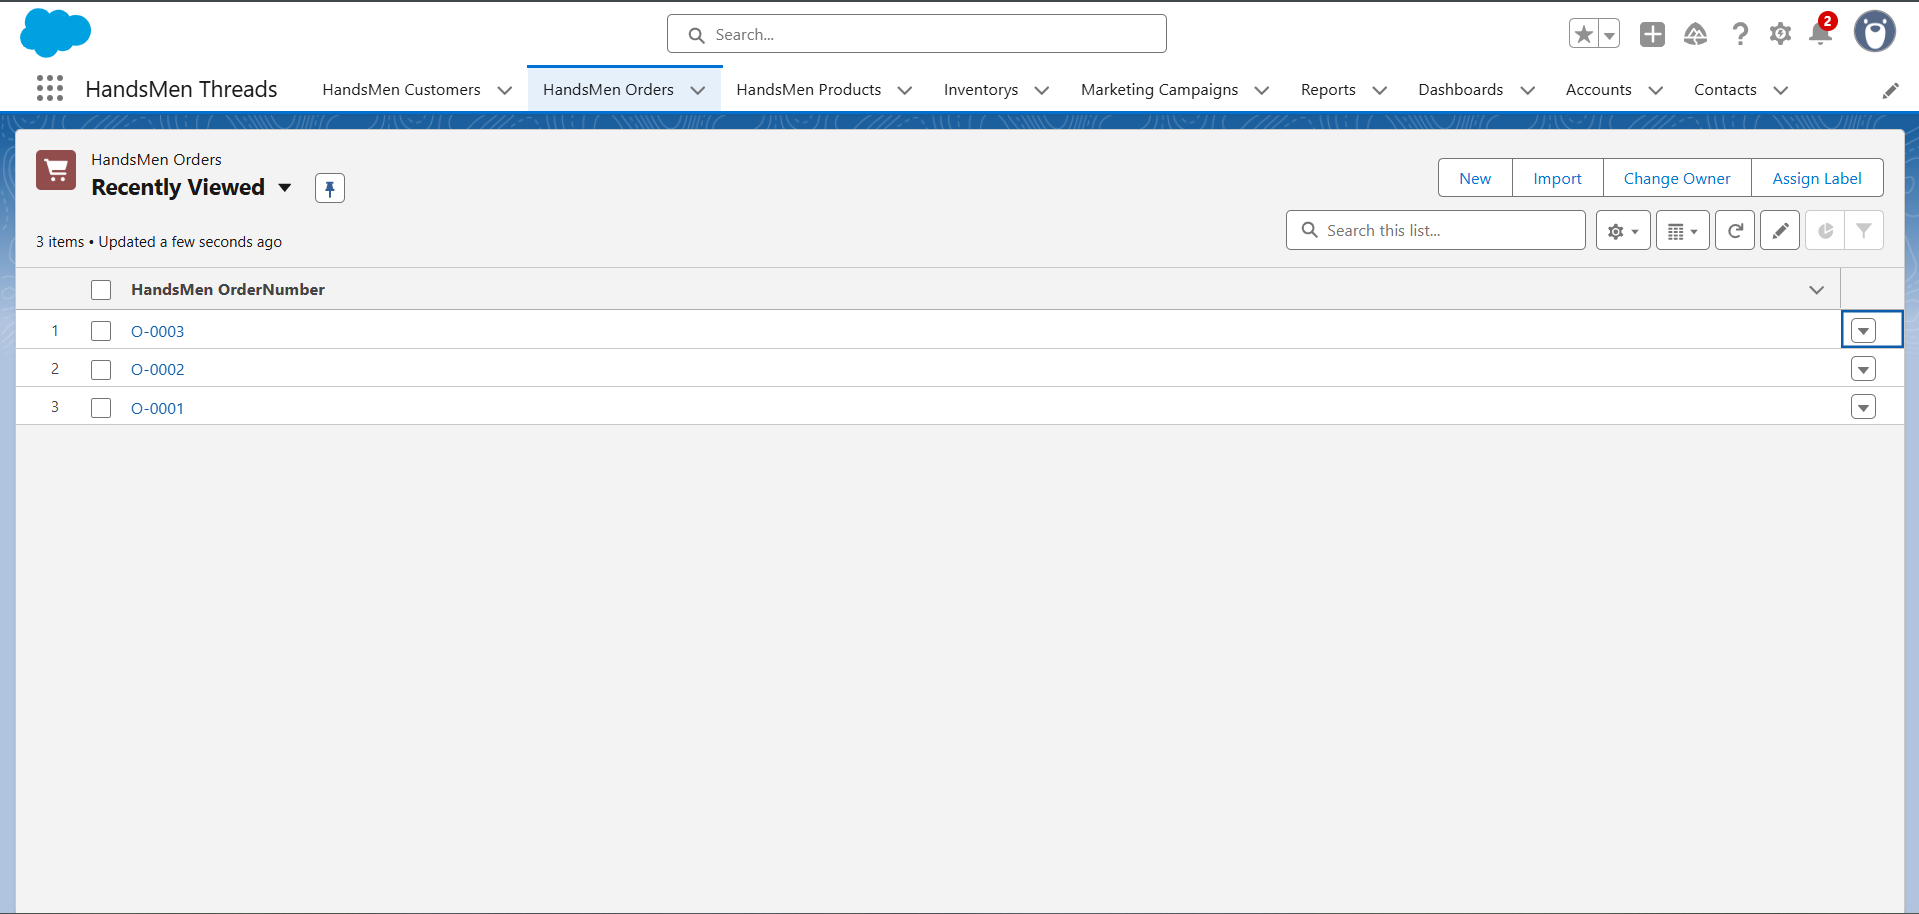 Search...
2
HandsMen Threads
HandsMen Customers
HandsMen Orders
HandsMen Products
Inventorys
Marketing Campaigns
Reports
Dashboards
Accounts
Contacts
HandsMen Orders
Recently Viewed
New
Import
Change Owner
Assign Label
3 items • Updated a few seconds ago
Search this list...
HandsMen OrderNumber
1 O-0003
2 O-0002
3 O-0001